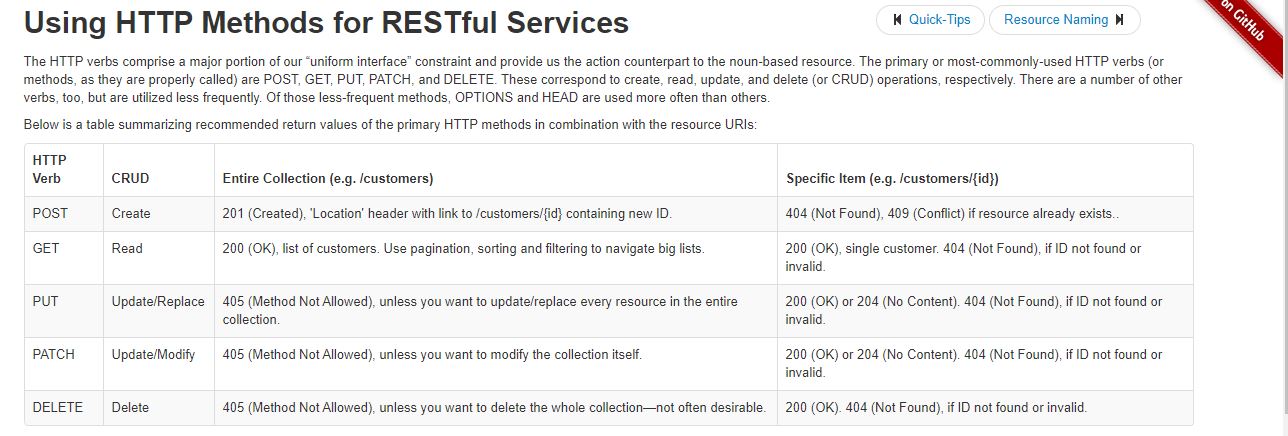 on GitHub
Using HTTP Methods for RESTful Services
Quick-Tips
Resource Naming
The HTTP verbs comprise a major portion of our “uniform interface” constraint and provide us the action counterpart to the noun-based resource. The primary or most-commonly-used HTTP verbs (or
methods, as they are properly called) are POST, GET, PUT, PATCH, and DELETE. These correspond to create, read, update, and delete (or CRUD) operations, respectively. There are a number of other
verbs, too, but are utilized less frequently. Of those less-frequent methods, OPTIONS and HEAD are used more often than others.
Below is a table summarizing recommended return values of the primary HTTP methods in combination with the resource URIs:
HTTP
Verb CRUD Entire Collection (e.g. /customers) Specific Item (e.g. /customers/{id})
POST Create 201 (Created), 'Location' header with link to /customers/{id} containing new ID. 404 (Not Found), 409 (Conflict) if resource already exists..
GET Read 200 (OK), list of customers. Use pagination, sorting and filtering to navigate big lists. 200 (OK), single customer. 404 (Not Found), if ID not found or
invalid.
PUT Update/Replace 405 (Method Not Allowed), unless you want to update/replace every resource in the entire
collection.
200 (OK) or 204 (No Content). 404 (Not Found), if ID not found or
invalid.
PATCH Update/Modify 405 (Method Not Allowed), unless you want to modify the collection itself. 200 (OK) or 204 (No Content). 404 (Not Found), if ID not found or
invalid.
DELETE Delete 405 (Method Not Allowed), unless you want to delete the whole collection—not often desirable. 200 (OK). 404 (Not Found), if ID not found or invalid.